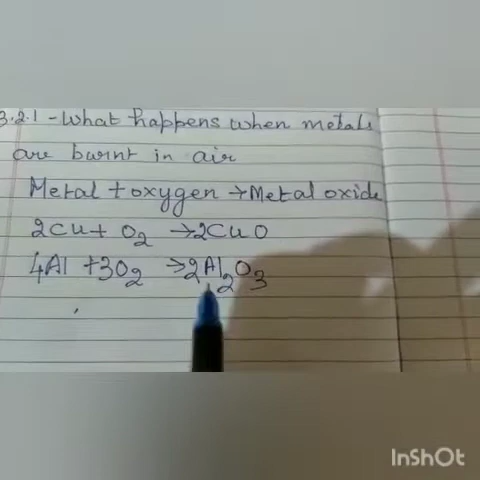 3.2.1 - What happens when metals
are burnt in air
Metal + oxygen → Metal oxide
2Cu + O2 → 2CuO
4Al + 3O2 → 2Al2O3
InShOt